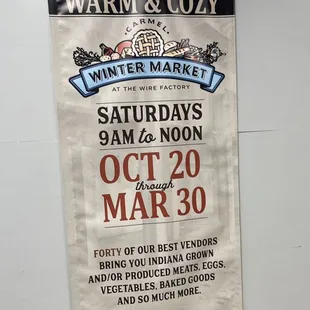 WARM & COZY
CARMEL
WINTER MARKET
AT THE WIRE FACTORY
SATURDAYS
9AM to NOON
OCT 20
through
MAR 30
FORTY OF OUR BEST VENDORS
BRING YOU INDIANA GROWN
AND/OR PRODUCED MEATS, EGGS,
VEGETABLES, BAKED GOODS
AND SO MUCH MORE.